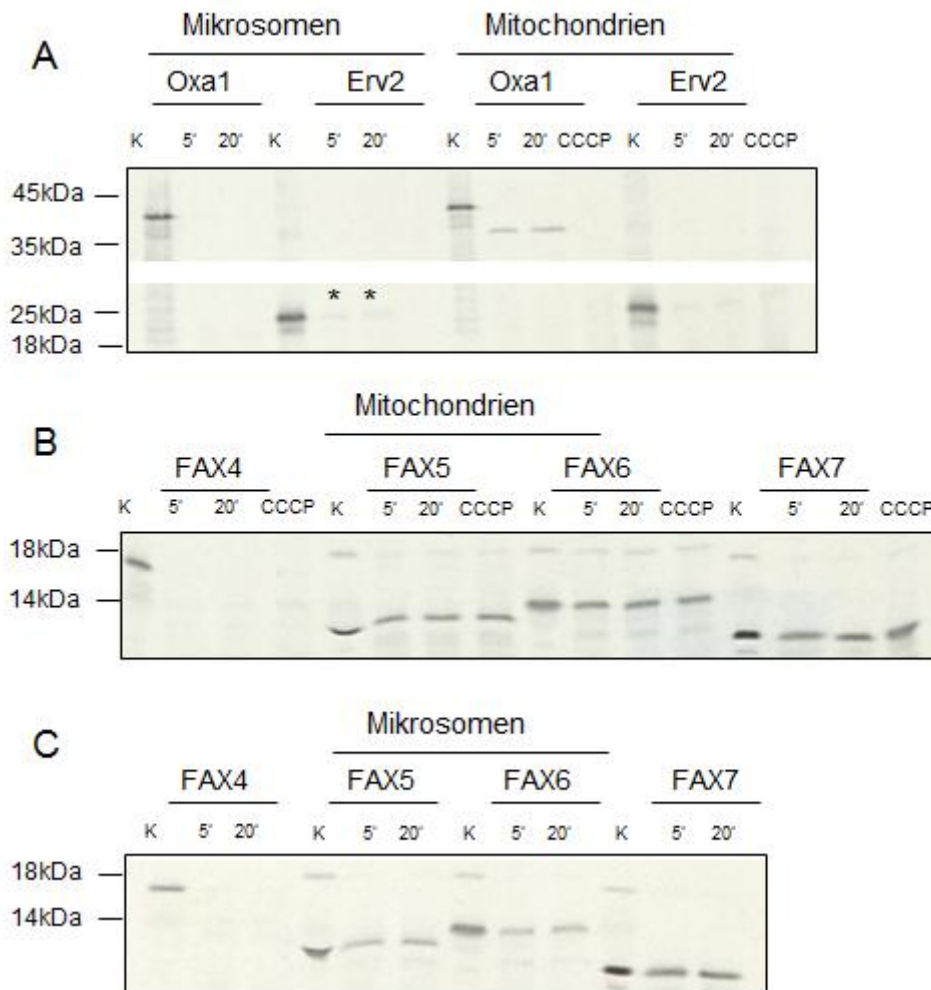 A
Mikrosomen Mitochondrien
Oxa1 Erv2 Oxa1 Erv2
K 5' 20' K 5' 20' K 5' 20' CCCP K 5' 20' CCCP
45kDa
35kDa
* *
25kDa
18kDa
B
Mitochondrien
FAX4 FAX5 FAX6 FAX7
K 5' 20' CCCP K 5' 20' CCCP K 5' 20' CCCP K 5' 20' CCCP
18kDa
14kDa
C
Mikrosomen
FAX4 FAX5 FAX6 FAX7
K 5' 20' K 5' 20' K 5' 20' K 5' 20'
18kDa
14kDa